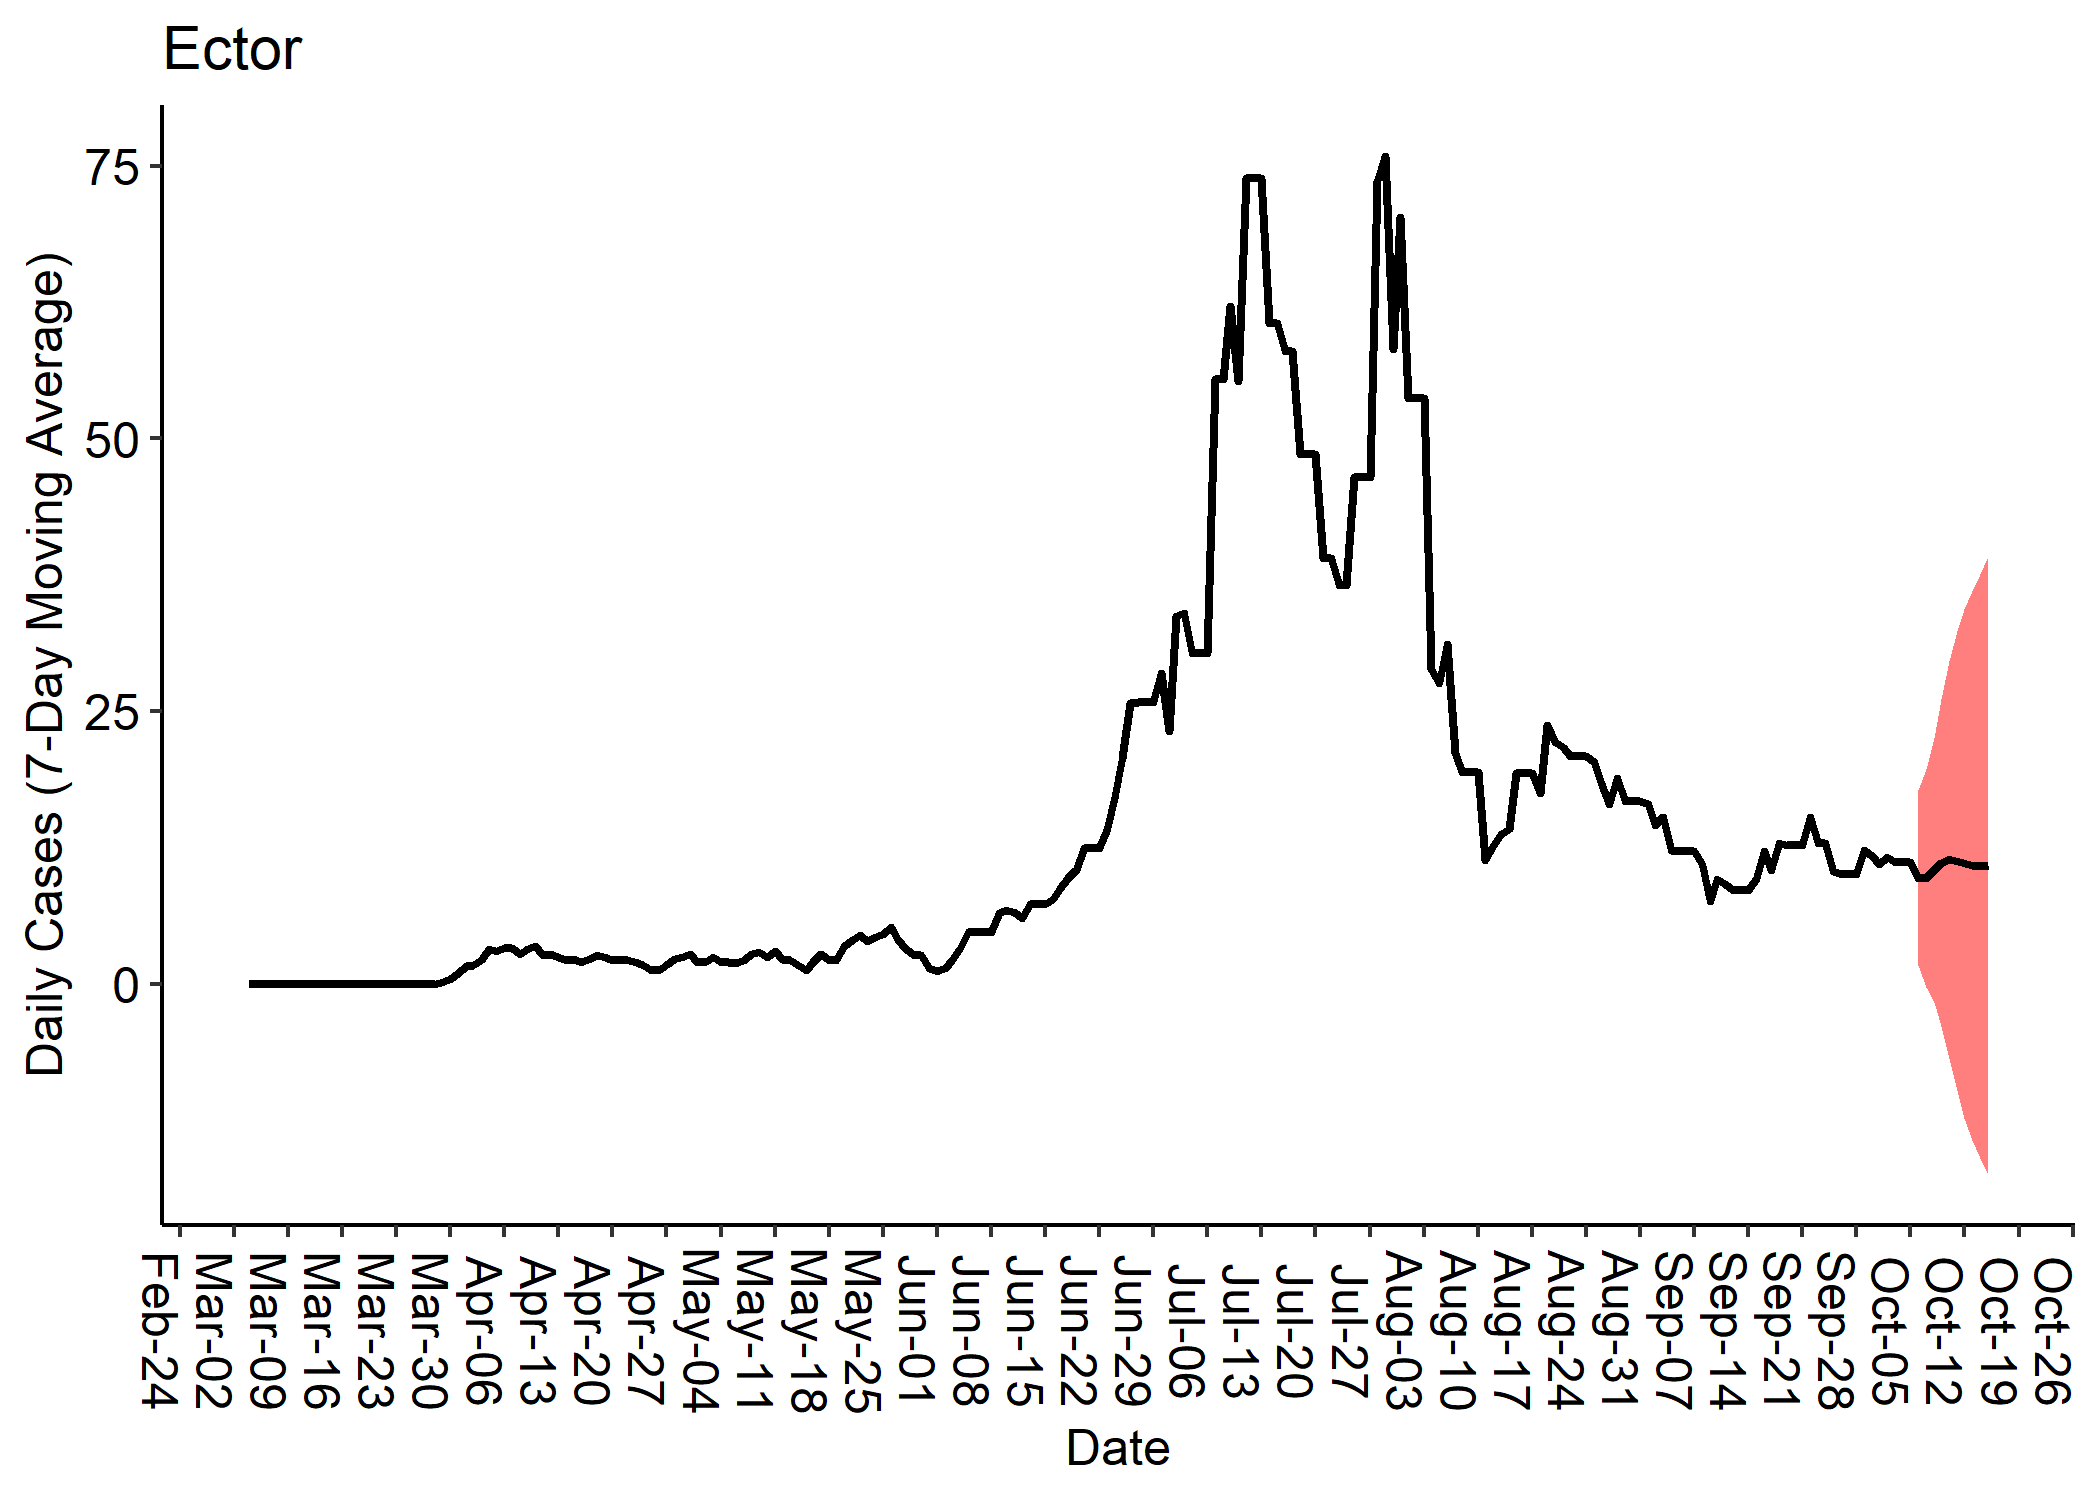 Ector
Daily Cases (7-Day Moving Average)
75
50
25
0
Feb-24
Mar-02
Mar-09
Mar-16
Mar-23
Mar-30
Apr-06
Apr-13
Apr-20
Apr-27
May-04
May-11
May-18
May-25
Jun-01
Jun-08
Jun-15
Jun-22
Jun-29
Jul-06
Jul-13
Jul-20
Jul-27
Aug-03
Aug-10
Aug-17
Aug-24
Aug-31
Sep-07
Sep-14
Sep-21
Sep-28
Oct-05
Oct-12
Oct-19
Oct-26
Date